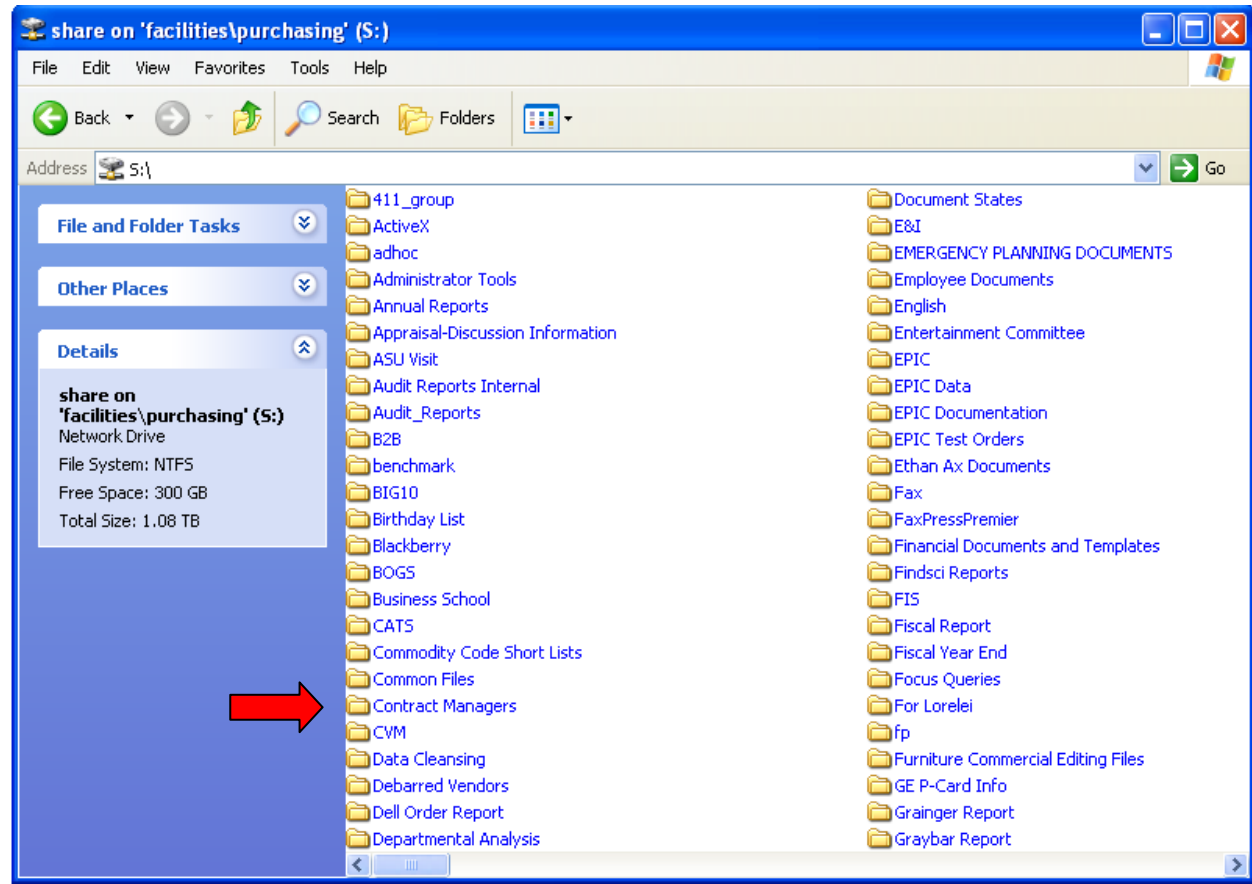 share on 'facilities\purchasing' (S:)
File Edit View Favorites Tools Help
Back Search Folders
Address S:\ Go
File and Folder Tasks
Other Places
Details
share on
'facilities\purchasing' (S:)
Network Drive
File System: NTFS
Free Space: 300 GB
Total Size: 1.08 TB
411_group
ActiveX
adhoc
Administrator Tools
Annual Reports
Appraisal-Discussion Information
ASU Visit
Audit Reports Internal
Audit_Reports
B2B
benchmark
BIG10
Birthday List
Blackberry
BOGS
Business School
CATS
Commodity Code Short Lists
Common Files
Contract Managers
CVM
Data Cleansing
Debarred Vendors
Dell Order Report
Departmental Analysis
Document States
E&I
EMERGENCY PLANNING DOCUMENTS
Employee Documents
English
Entertainment Committee
EPIC
EPIC Data
EPIC Documentation
EPIC Test Orders
Ethan Ax Documents
Fax
FaxPressPremier
Financial Documents and Templates
Findsci Reports
FIS
Fiscal Report
Fiscal Year End
Focus Queries
For Lorelei
fp
Furniture Commercial Editing Files
GE P-Card Info
Grainger Report
Graybar Report